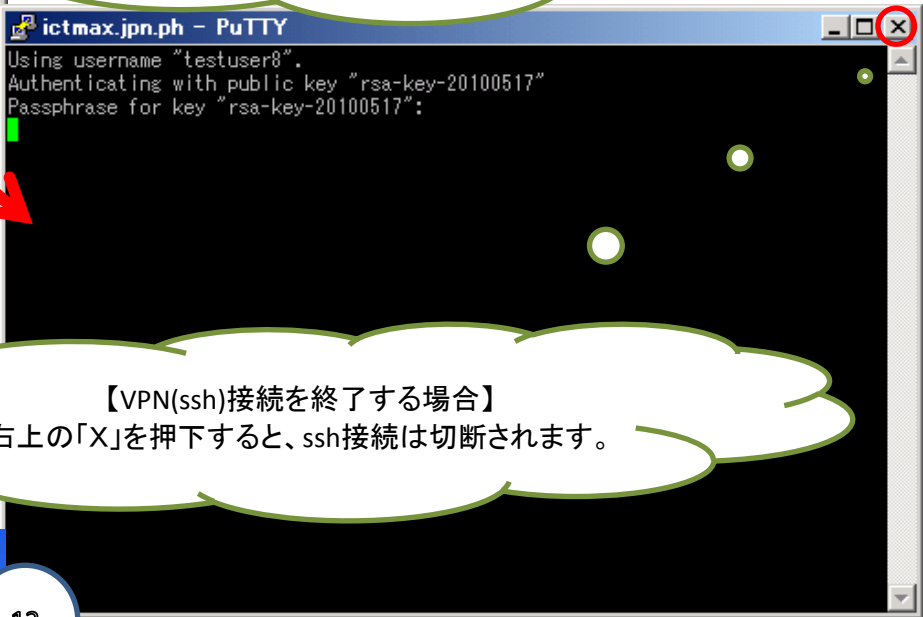 ictmax.jpn.ph - PuTTY
Using username "testuser8".
Authenticating with public key "rsa-key-20100517"
Passphrase for key "rsa-key-20100517":
【VPN(ssh)接続を終了する場合】
右上の「X」を押下すると、ssh接続は切断されます。